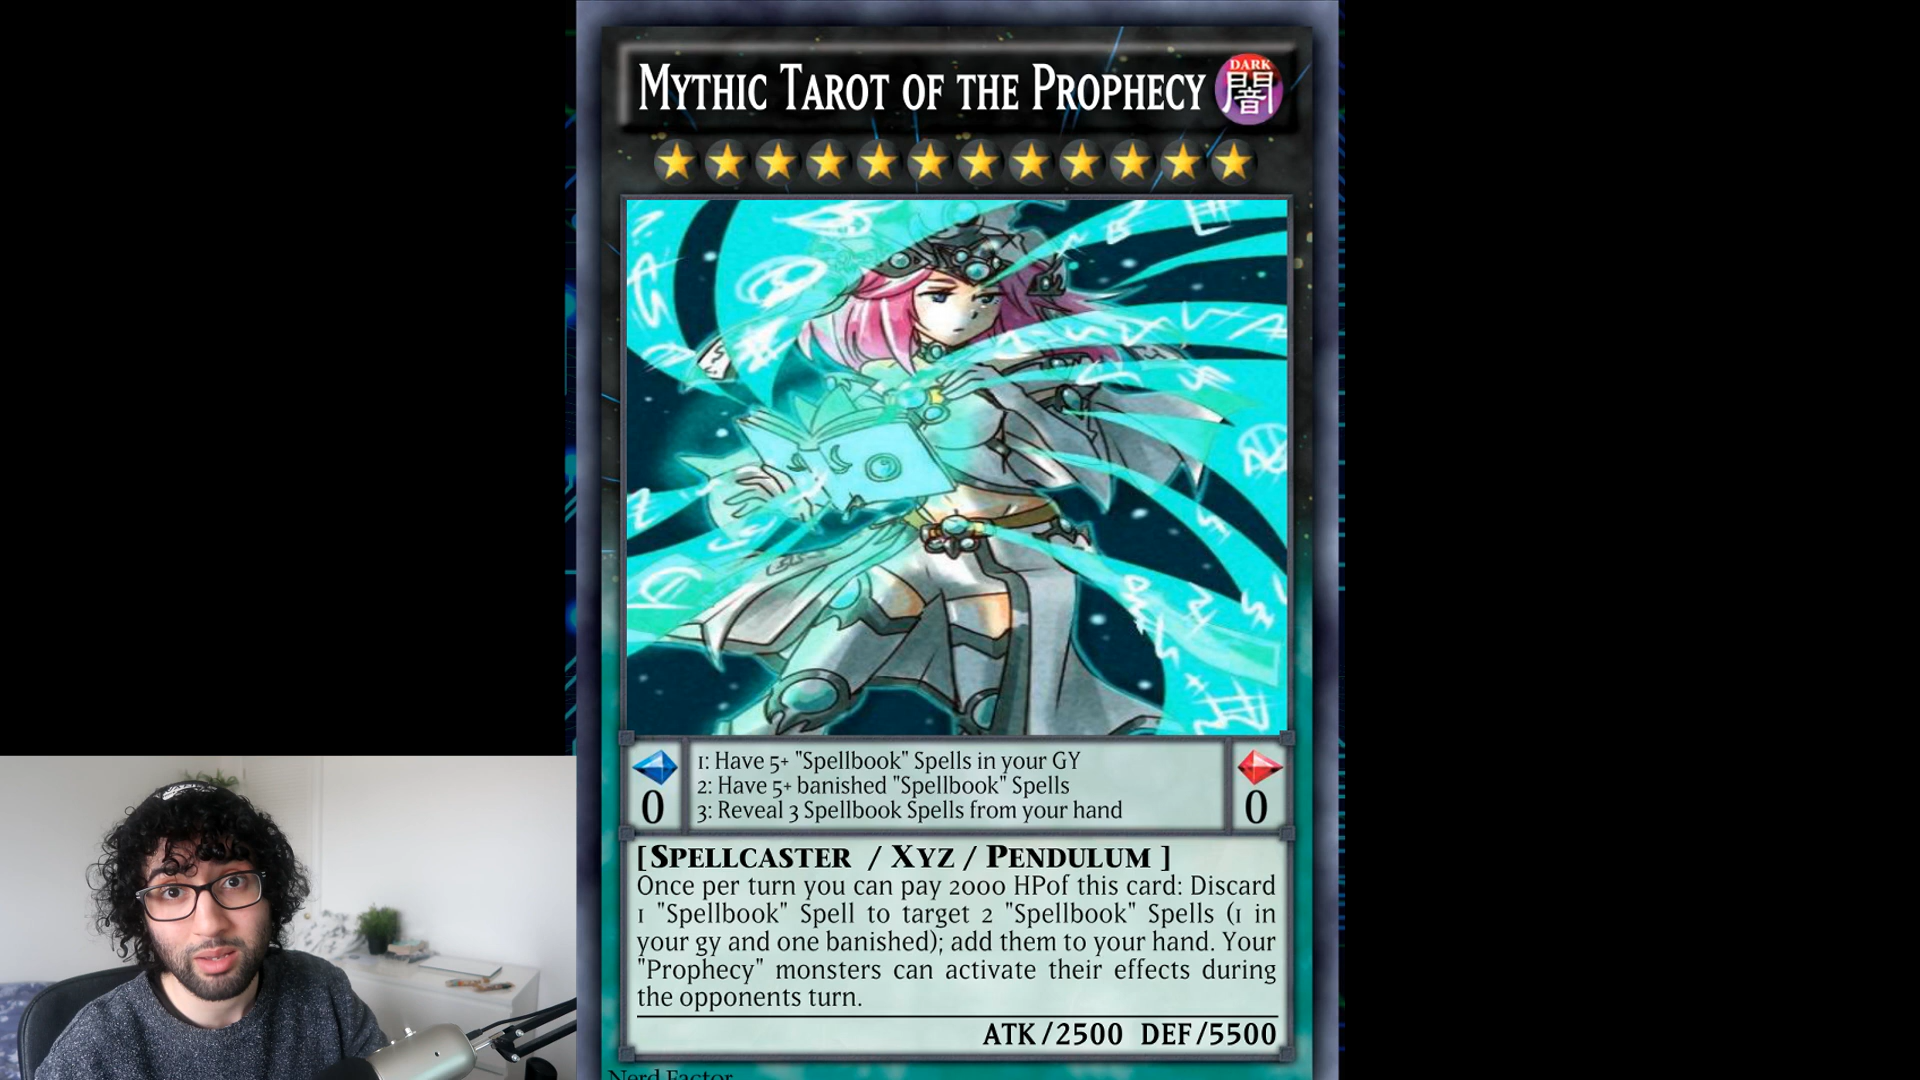 Mythic Tarot of the Prophecy
DARK
闇
1: Have 5+ "Spellbook" Spells in your GY
2: Have 5+ banished "Spellbook" Spells
3: Reveal 3 Spellbook Spells from your hand
0
0
[ Spellcaster / Xyz / Pendulum ]
Once per turn you can pay 2000 HPof this card: Discard
1 "Spellbook" Spell to target 2 "Spellbook" Spells (1 in
your gy and one banished); add them to your hand. Your
"Prophecy" monsters can activate their effects during
the opponents turn.
ATK/2500 DEF/5500
Nerd Factor